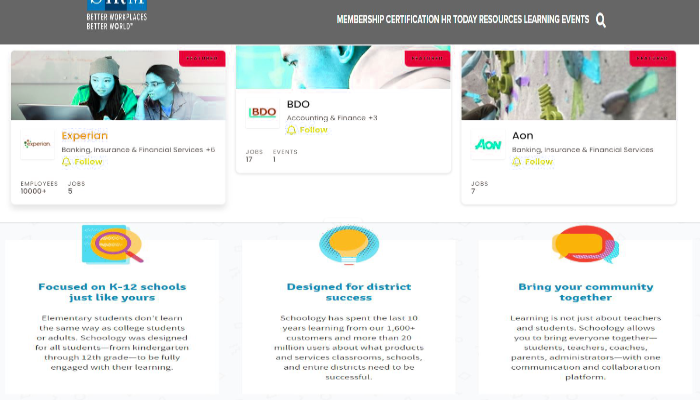 BETTER WORKPLACES
BETTER WORLD™
MEMBERSHIP CERTIFICATION HR TODAY RESOURCES LEARNING EVENTS
Experian
Experian
Banking, Insurance & Financial Services +6
Follow
EMPLOYEES JOBS
10000+ 5
BDO
BDO
Accounting & Finance +3
Follow
JOBS EVENTS
17 1
AON
Aon
Banking, Insurance & Financial Services
Follow
JOBS
7
Focused on K-12 schools
just like yours
Elementary students don't learn
the same way as college students
or adults. Schoology was designed
for all students—from kindergarten
through 12th grade—to be fully
engaged with their learning.
Designed for district
success
Schoology has spent the last 10
years learning from our 1,600+
customers and more than 20
million users about what products
and services classrooms, schools,
and entire districts need to be
successful.
Bring your community
together
Learning is not just about teachers
and students. Schoology allows
you to bring everyone together—
students, teachers, coaches,
parents, administrators—with one
communication and collaboration
platform.